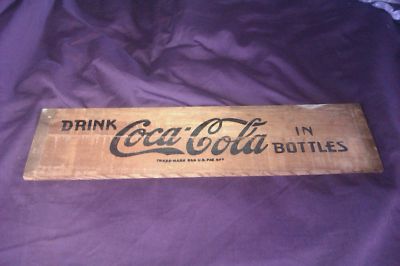 DRINK Coca-Cola IN BOTTLES
TRADE-MARK REG U.S. PAT OFF